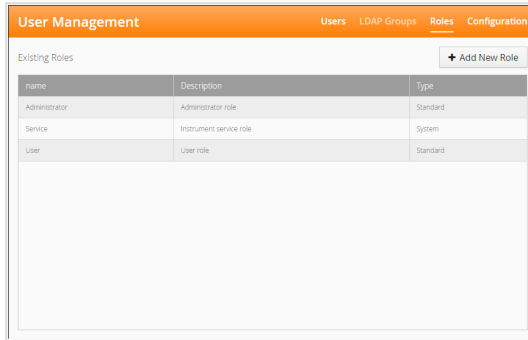 User Management Users LDAP Groups Roles Configuration
Existing Roles + Add New Role
name Description Type
Administrator Administrator role Standard
Service Instrument service role System
User User role Standard